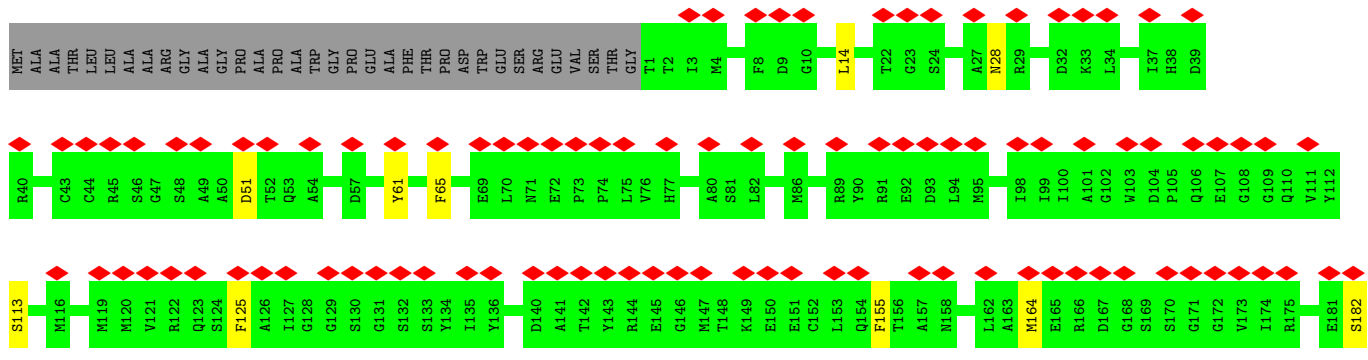 MET ALA ALA THR LEU LEU ALA ALA ARG GLY ALA GLY PRO ALA PRO ALA TRP GLY PRO GLU ALA PHE THR PRO ASP TRP GLU SER ARG GLU VAL SER THR GLY T1 T2 I3 M4 F8 D9 G10 L14 T22 G23 S24 A27 N28 R29 D32 K33 L34 I37 H38 D39
R40 C43 C44 R45 S46 G47 S48 A49 A50 D51 T52 Q53 A54 D57 Y61 F65 E69 L70 N71 E72 P73 P74 L75 V76 H77 A80 S81 L82 M86 R89 Y90 R91 E92 D93 L94 M95 I98 I99 I100 A101 G102 W103 D104 P105 Q106 E107 G108 G109 Q110 V111 Y112
S113 M116 M119 M120 V121 R122 Q123 S124 F125 A126 I127 G128 G129 S130 G131 S132 S133 Y134 I135 Y136 D140 A141 T142 Y143 R144 E145 G146 M147 T148 K149 E150 E151 C152 L153 Q154 F155 T156 A157 N158 L162 A163 M164 E165 R166 D167 G168 S169 S170 G171 G172 V173 I174 R175 E181 S182